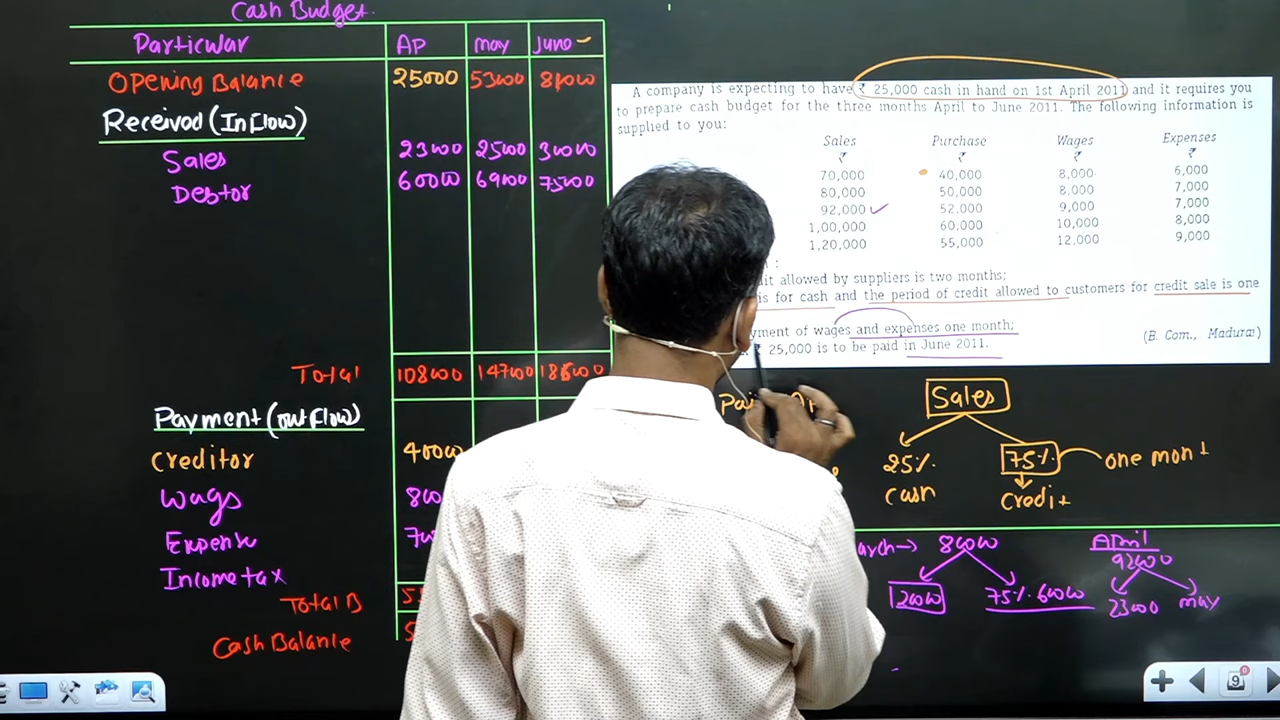 Cash Budget.
Particular AP may June
Opening Balance 25000 53000 81000
Received (InFlow)
Sales 23000 25000 30000
Debtor 60000 69000 75000
Total 108000 147000 186000
Payment (outFlow)
Creditor 40000
Wags
Expense
Income tax
Total B
Cash Balance
A company is expecting to have ₹ 25,000 cash in hand on 1st April 2011 and it requires you
to prepare cash budget for the three months April to June 2011. The following information is
supplied to you:
Sales Purchase Wages Expenses
₹ ₹ ₹ ₹
70,000 40,000 8,000 6,000
80,000 50,000 8,000 7,000
92,000 52,000 9,000 7,000
1,00,000 60,000 10,000 8,000
1,20,000 55,000 12,000 9,000
allowed by suppliers is two months;
is for cash and the period of credit allowed to customers for credit sale is one
of wages and expenses one month;
25,000 is to be paid in June 2011.
(B. Com., Madurai)
Sales
25% 75% one mont
cash credit
80000 April
92000
75% 60000 23000 may
9